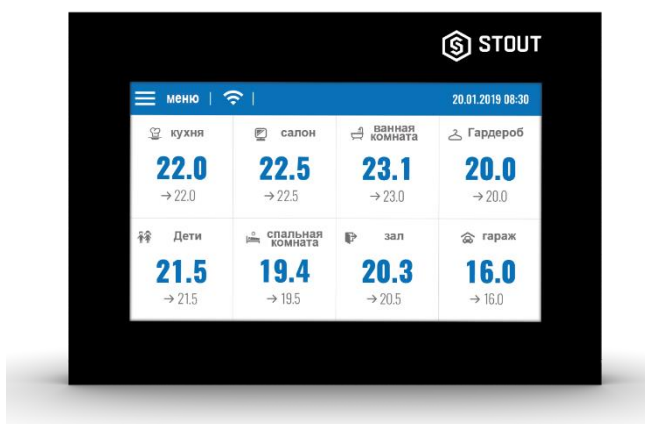 STOUT
меню | |
20.01.2019 08:30
кухня
22.0
→ 22.0
салон
22.5
→ 22.5
ванная
комната
23.1
→ 23.0
Гардероб
20.0
→ 20.0
Дети
21.5
→ 21.5
спальная
комната
19.4
→ 19.5
зал
20.3
→ 20.5
гараж
16.0
→ 16.0